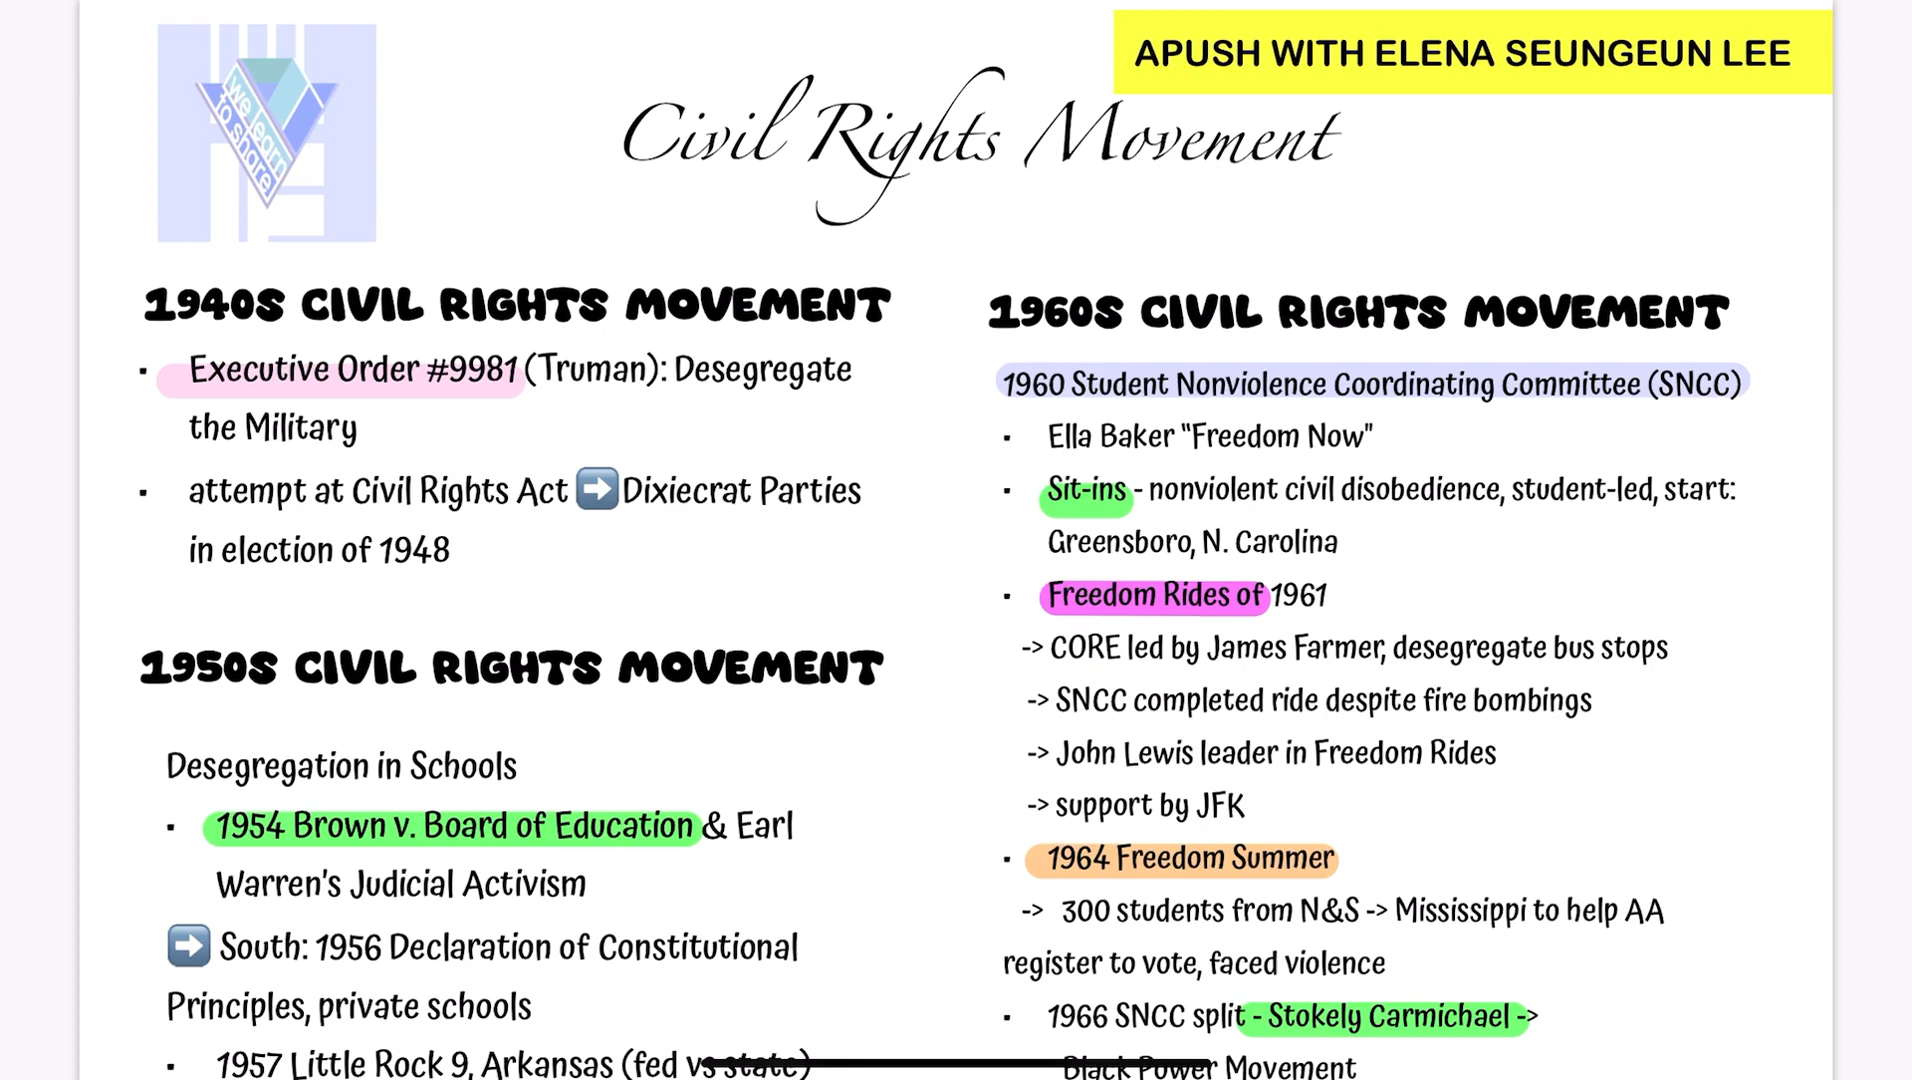 APUSH WITH ELENA SEUNGEUN LEE
we learn
to share
Civil Rights Movement
1940S CIVIL RIGHTS MOVEMENT
▪ Executive Order #9981 (Truman): Desegregate
the Military
▪ attempt at Civil Rights Act ➡️ Dixiecrat Parties
in election of 1948
1950S CIVIL RIGHTS MOVEMENT
Desegregation in Schools
▪ 1954 Brown v. Board of Education & Earl
Warren's Judicial Activism
➡️ South: 1956 Declaration of Constitutional
Principles, private schools
▪ 1957 Little Rock 9, Arkansas (fed vs state)
1960S CIVIL RIGHTS MOVEMENT
1960 Student Nonviolence Coordinating Committee (SNCC)
▪ Ella Baker "Freedom Now"
▪ Sit-ins - nonviolent civil disobedience, student-led, start:
Greensboro, N. Carolina
▪ Freedom Rides of 1961
-> CORE led by James Farmer, desegregate bus stops
-> SNCC completed ride despite fire bombings
-> John Lewis leader in Freedom Rides
-> support by JFK
▪ 1964 Freedom Summer
-> 300 students from N&S -> Mississippi to help AA
register to vote, faced violence
▪ 1966 SNCC split - Stokely Carmichael ->
Black Power Movement